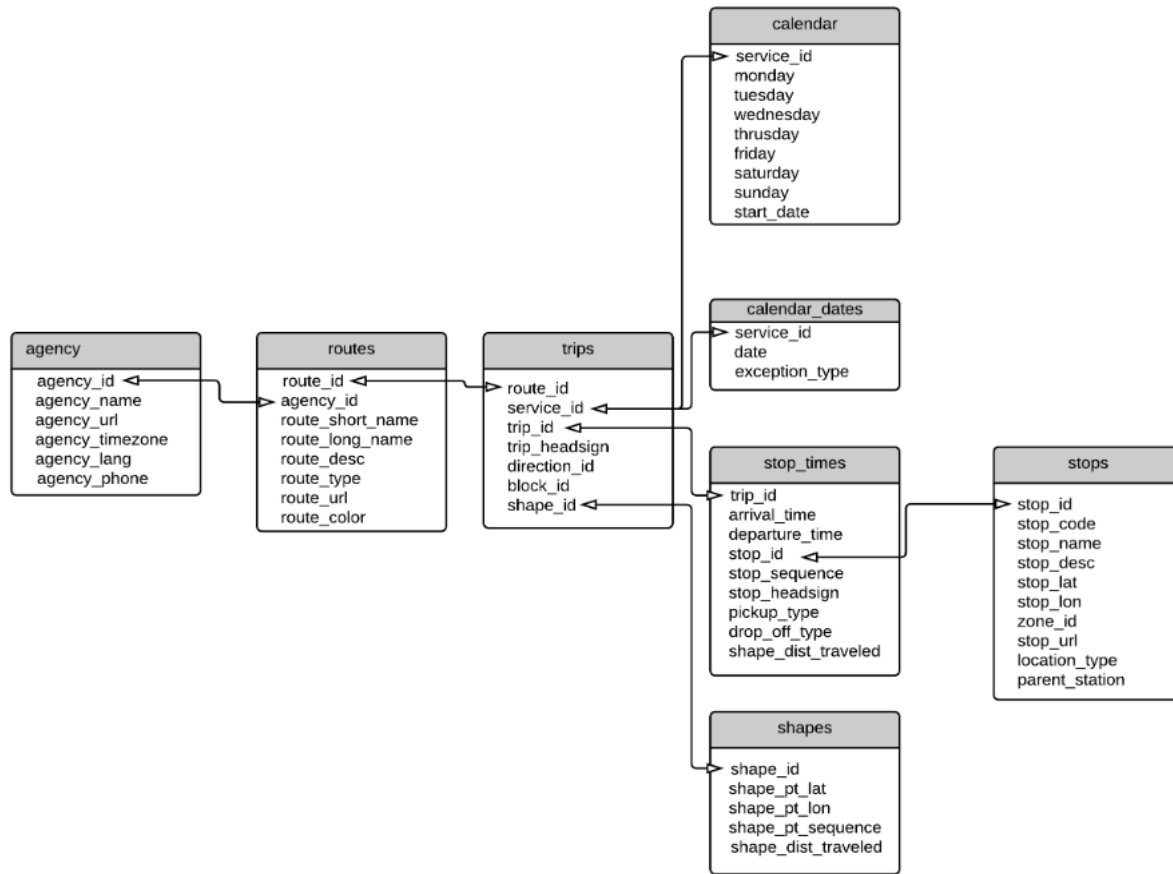 calendar
service_id
monday
tuesday
wednesday
thrusday
friday
saturday
sunday
start_date
calendar_dates
service_id
date
exception_type
agency
agency_id
agency_name
agency_url
agency_timezone
agency_lang
agency_phone
routes
route_id
agency_id
route_short_name
route_long_name
route_desc
route_type
route_url
route_color
trips
route_id
service_id
trip_id
trip_headsign
direction_id
block_id
shape_id
stop_times
trip_id
arrival_time
departure_time
stop_id
stop_sequence
stop_headsign
pickup_type
drop_off_type
shape_dist_traveled
stops
stop_id
stop_code
stop_name
stop_desc
stop_lat
stop_lon
zone_id
stop_url
location_type
parent_station
shapes
shape_id
shape_pt_lat
shape_pt_lon
shape_pt_sequence
shape_dist_traveled